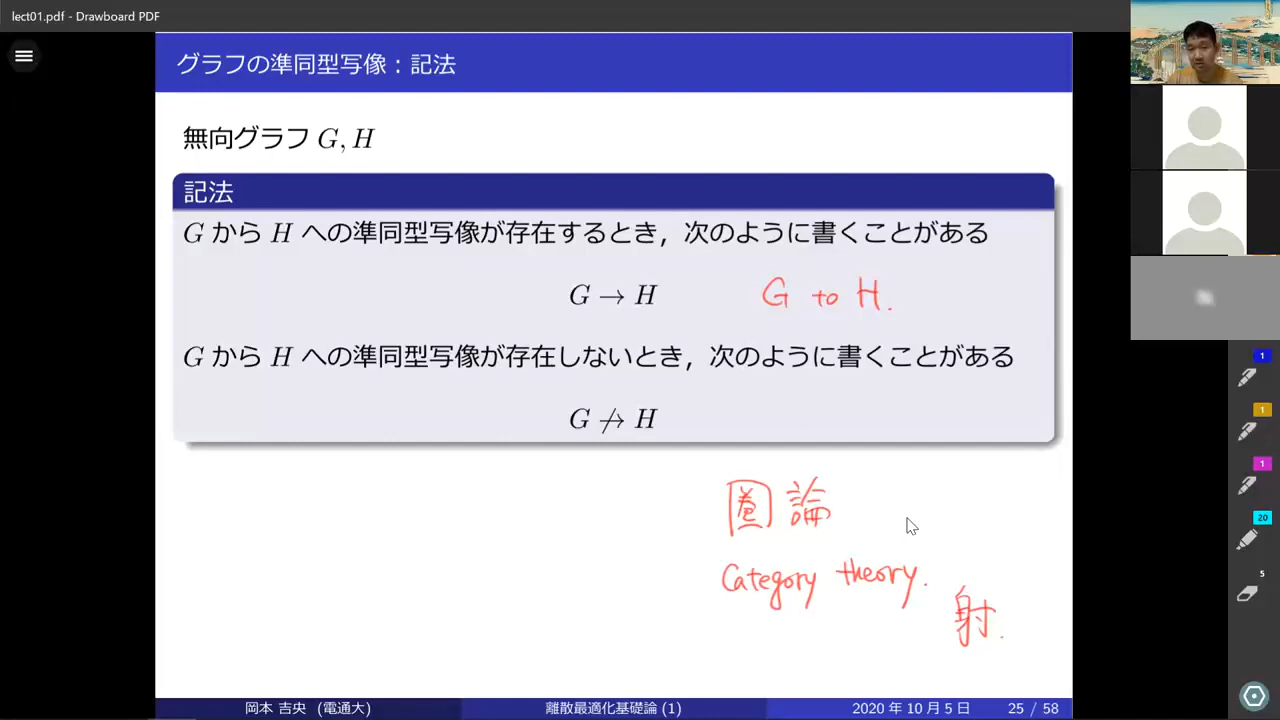 lect01.pdf - Drawboard PDF
グラフの準同型写像：記法
無向グラフ G, H
記法
G から H への準同型写像が存在するとき，次のように書くことがある
G → H
G to H.
G から H への準同型写像が存在しないとき，次のように書くことがある
G ↛ H
圏論
Category theory.
射.
岡本 吉央 (電通大)
離散最適化基礎論 (1)
2020 年 10 月 5 日
25 / 58
1
1
1
20
5